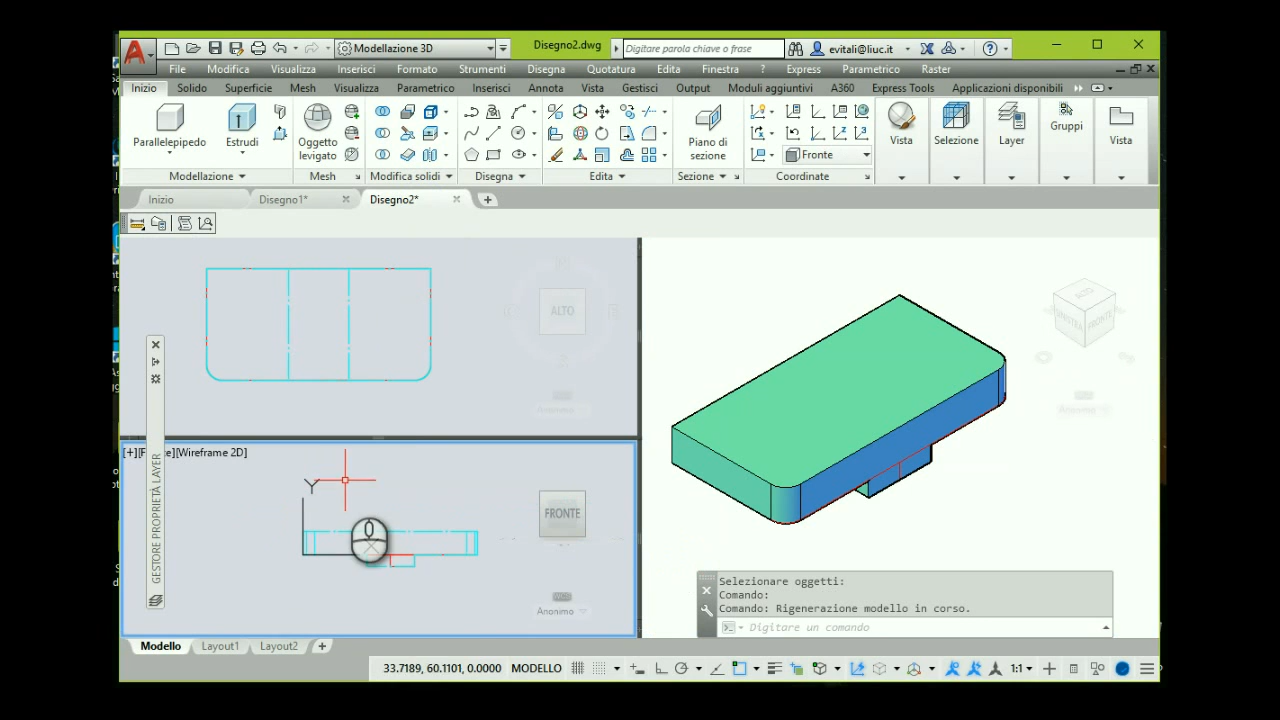 Modellazione 3D
Disegno2.dwg
Digitare parola chiave o frase
evitali@liuc.it
File Modifica Visualizza Inserisci Formato Strumenti Disegna Quotatura Edita Finestra ? Express Parametrico Raster
Inizio Solido Superficie Mesh Visualizza Parametrico Inserisci Annota Vista Gestisci Output Moduli aggiuntivi A360 Express Tools Applicazioni disponibili
Parallelepipedo
Estrudi
Oggetto
levigato
Piano di
sezione
Fronte
Vista
Selezione
Layer
Gruppi
Vista
Modellazione
Mesh
Modifica solidi
Disegna
Edita
Sezione
Coordinate
Inizio
Disegno1*
Disegno2*
ALTO
Anonimo
SINISTRA
FRONTE
Anonimo
[Wireframe 2D]
Y
FRONTE
Anonimo
GESTORE PROPRIETÀ LAYER
Selezionare oggetti:
Comando:
Comando: Rigenerazione modello in corso.
Digitare un comando
Modello Layout1 Layout2 +
33.7189, 60.1101, 0.0000 MODELLO
1:1